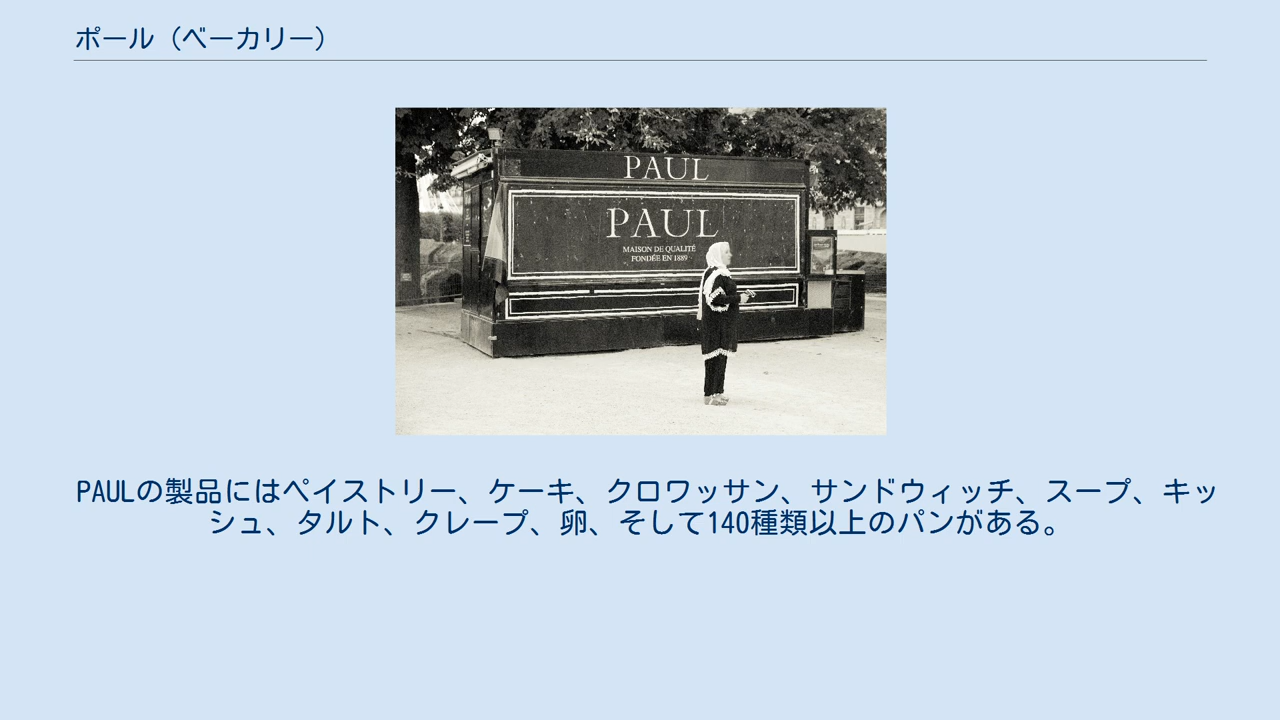 ポール（ベーカリー）
PAUL
PAUL
MAISON DE QUALITÉ
FONDÉE EN 1889
PAULの製品にはペイストリー、ケーキ、クロワッサン、サンドウィッチ、スープ、キッ
シュ、タルト、クレープ、卵、そして140種類以上のパンがある。